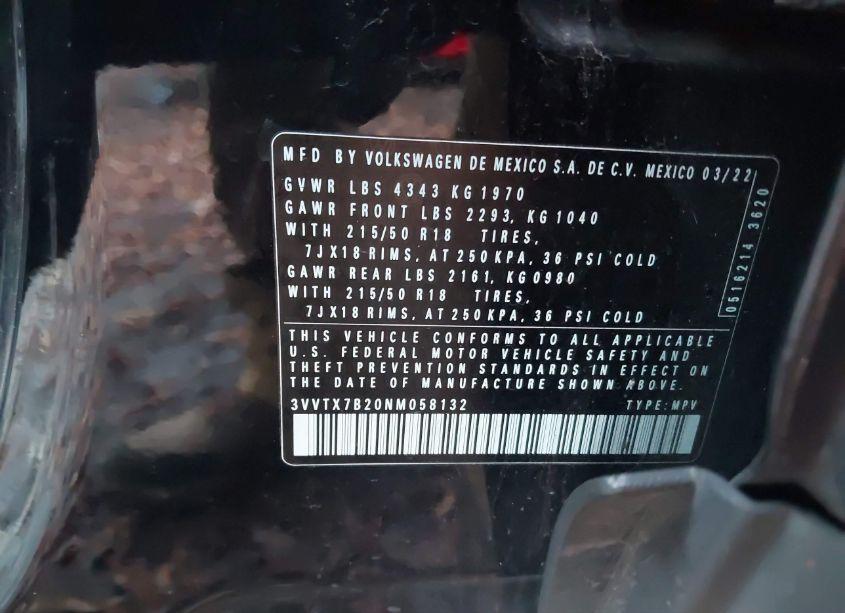 MFD BY VOLKSWAGEN DE MEXICO S.A. DE C.V. MEXICO 03/22
GVWR LBS 4343 KG 1970
GAWR FRONT LBS 2293, KG 1040
WITH 215/50 R18 TIRES,
7JX18 RIMS, AT 250 KPA, 36 PSI COLD
GAWR REAR LBS 2161, KG 0980
WITH 215/50 R18 TIRES,
7JX18 RIMS, AT 250 KPA, 36 PSI COLD
0516214 3620
THIS VEHICLE CONFORMS TO ALL APPLICABLE
U.S. FEDERAL MOTOR VEHICLE SAFETY AND
THEFT PREVENTION STANDARDS IN EFFECT ON
THE DATE OF MANUFACTURE SHOWN ABOVE.
3VVTX7B20NM058132 TYPE: MPV